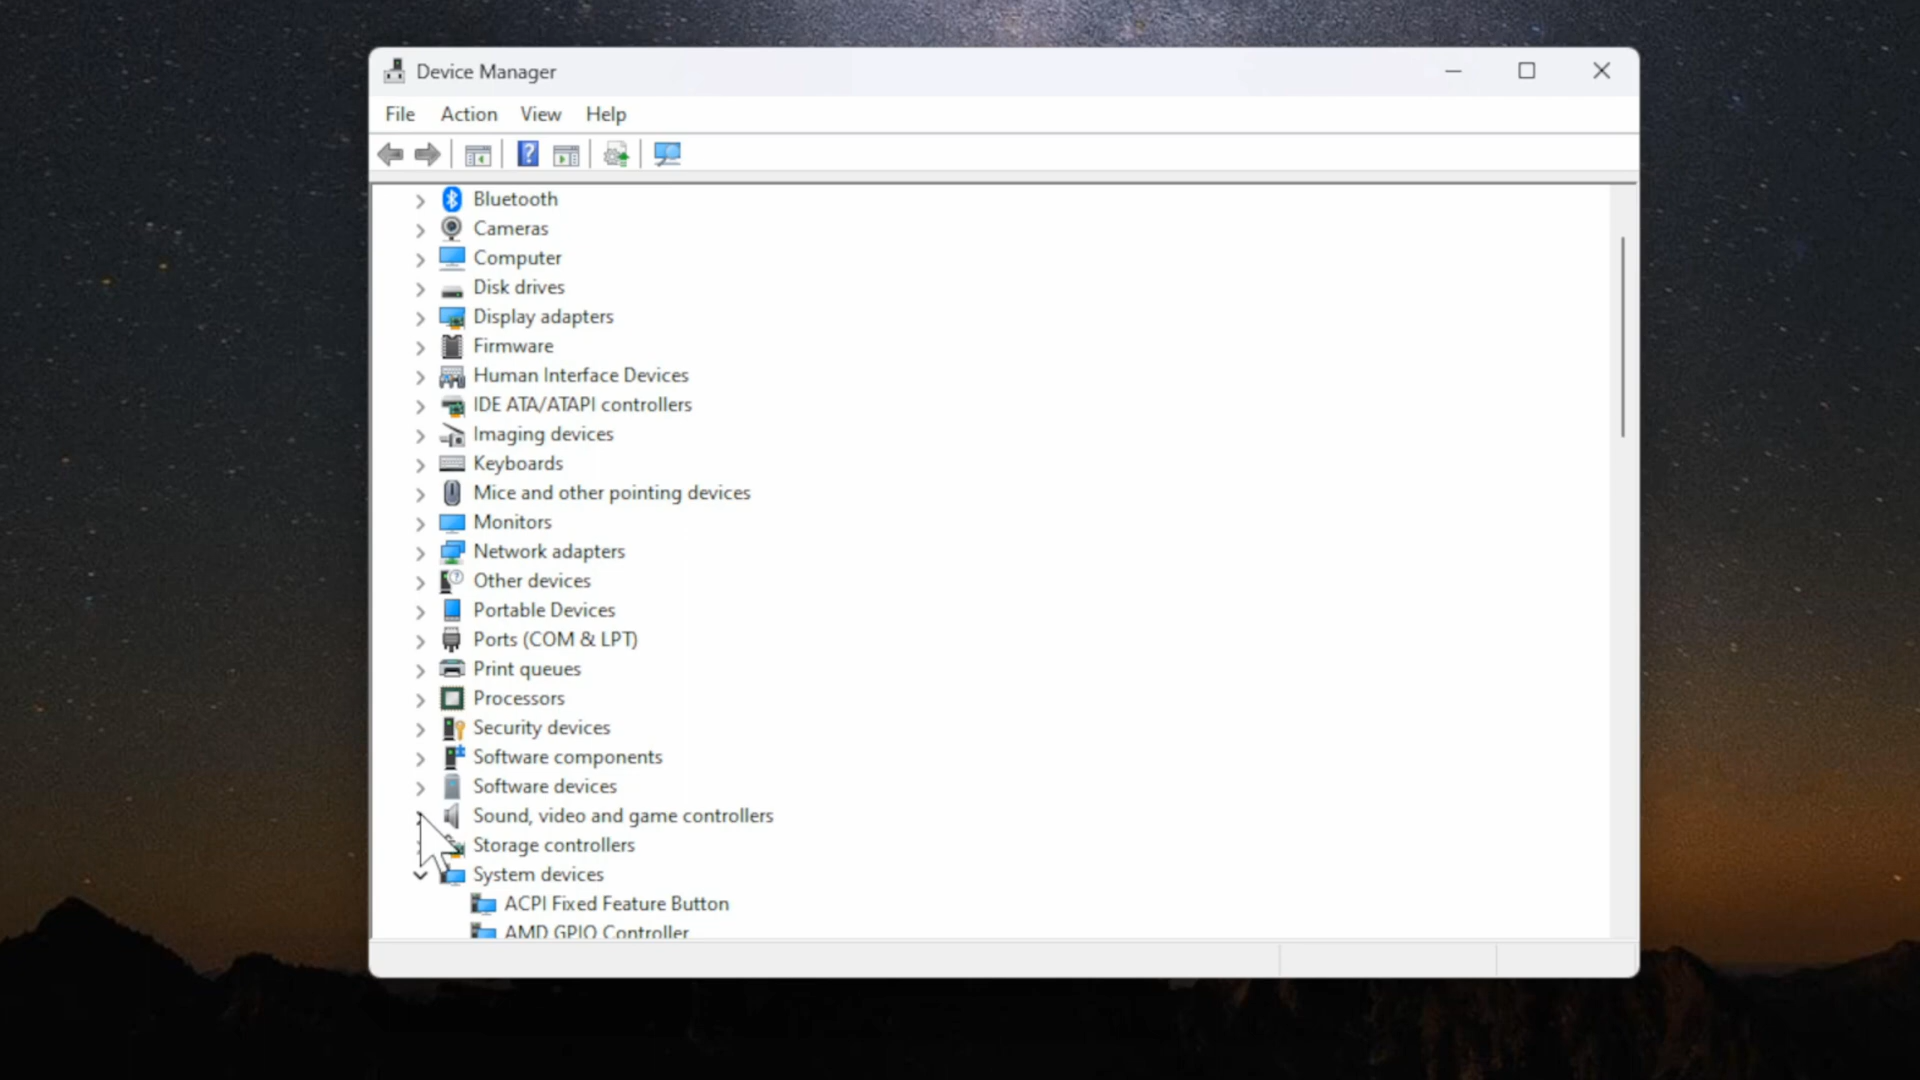 Device Manager
File Action View Help
Bluetooth
Cameras
Computer
Disk drives
Display adapters
Firmware
Human Interface Devices
IDE ATA/ATAPI controllers
Imaging devices
Keyboards
Mice and other pointing devices
Monitors
Network adapters
Other devices
Portable Devices
Ports (COM & LPT)
Print queues
Processors
Security devices
Software components
Software devices
Sound, video and game controllers
Storage controllers
System devices
ACPI Fixed Feature Button
AMD GPIO Controller